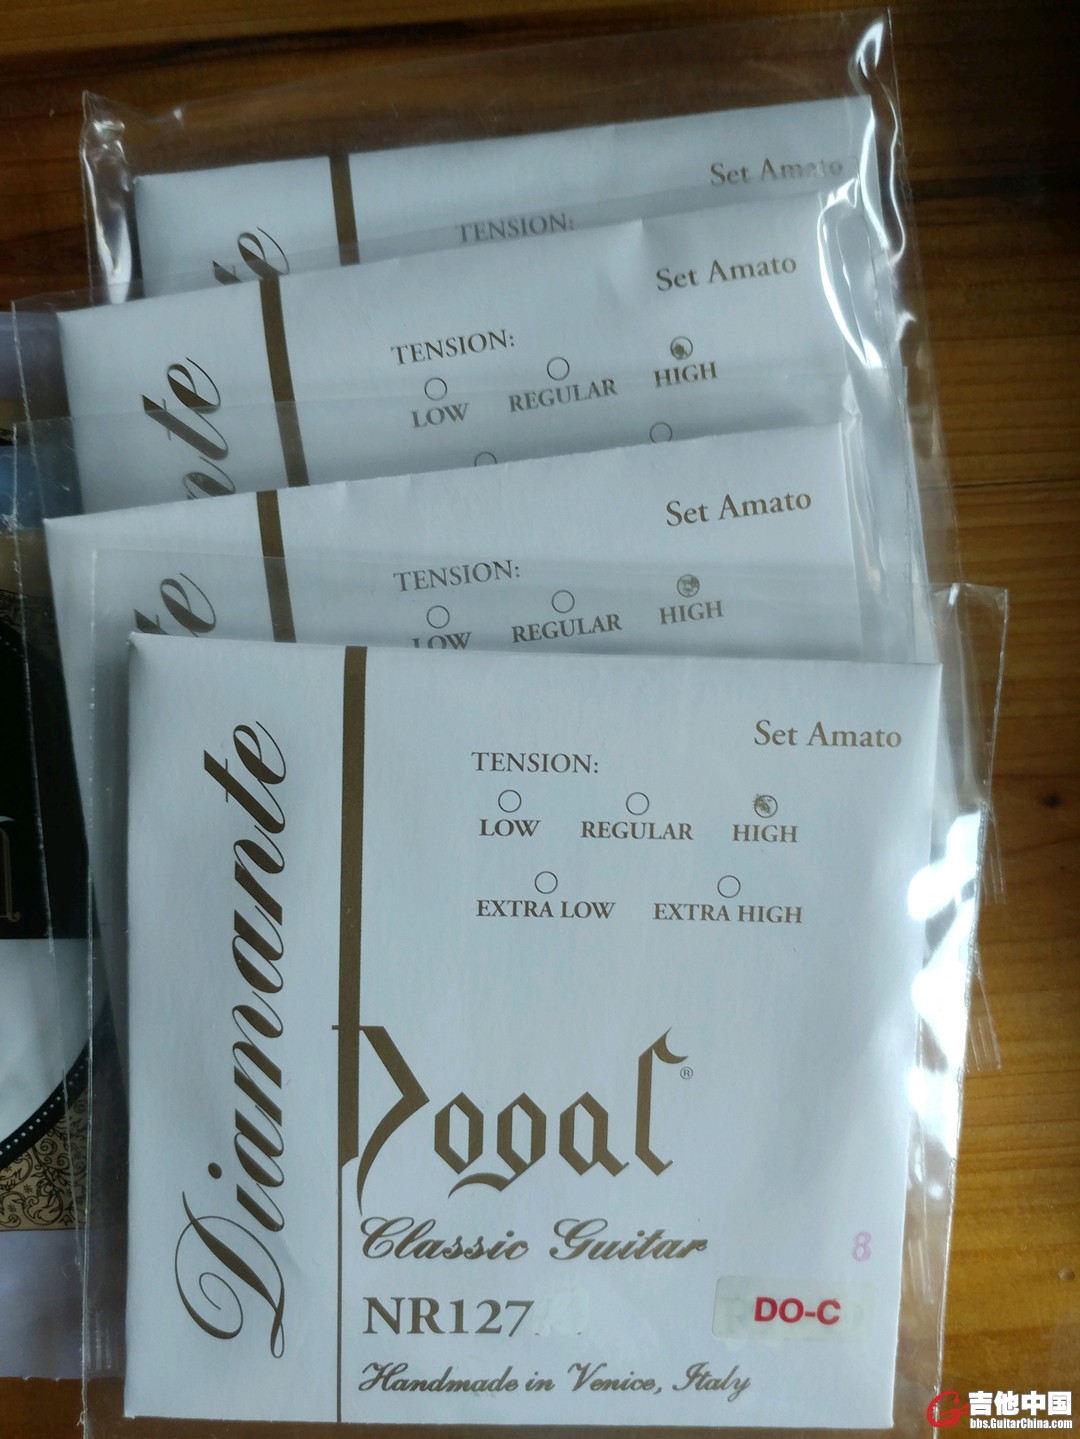 Set Amato
TENSION:
Set Amato
TENSION:
LOW REGULAR HIGH
Set Amato
TENSION:
LOW REGULAR HIGH
Diamante
Set Amato
TENSION:
LOW REGULAR HIGH
EXTRA LOW EXTRA HIGH
Dogal®
Classic Guitar
8
NR127
DO-C
Handmade in Venice, Italy
吉他中国
bbs.GuitarChina.com